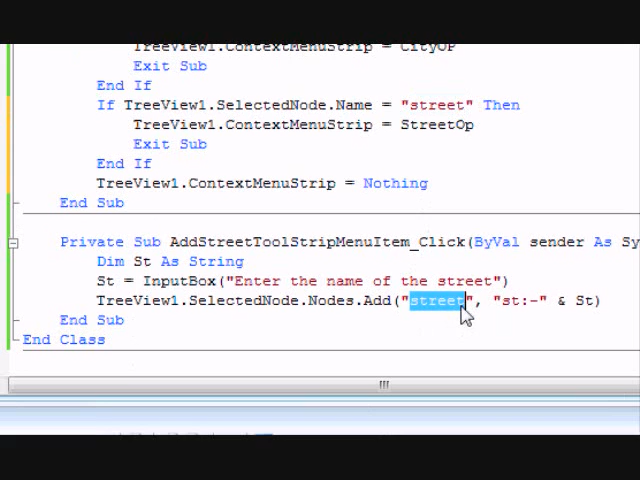 TreeView1.ContextMenuStrip = CityOP
Exit Sub
End If
If TreeView1.SelectedNode.Name = "street" Then
TreeView1.ContextMenuStrip = StreetOp
Exit Sub
End If
TreeView1.ContextMenuStrip = Nothing
End Sub
Private Sub AddStreetToolStripMenuItem_Click(ByVal sender As Sy
Dim St As String
St = InputBox("Enter the name of the street")
TreeView1.SelectedNode.Nodes.Add("street", "st:-" & St)
End Sub
End Class